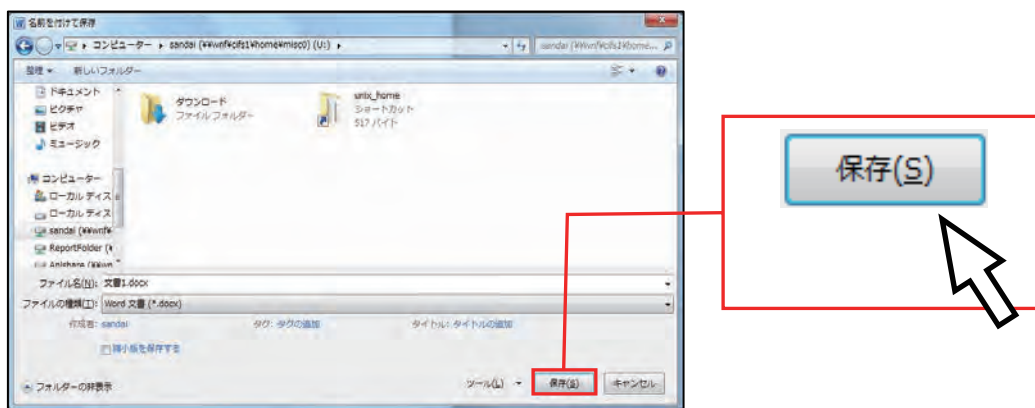 名前を付けて保存
コンピューター ▸ sandai (¥¥wnf¥cifs1¥home¥misc0) (U:) ▸
sandai (¥¥wnf¥cifs1¥home...
整理 ▼ 新しいフォルダー
ドキュメント
ピクチャ
ビデオ
ミュージック
ダウンロード
ファイル フォルダー
unix_home
ショートカット
517 バイト
コンピューター
ローカル ディス
ローカル ディス
sandai (¥¥wnf¥
ReportFolder (¥
ファイル名(N): 文書1.docx
ファイルの種類(T): Word 文書 (*.docx)
作成者: sandai タグ: タグの追加 タイトル: タイトルの追加
縮小版を保存する
フォルダーの非表示 ツール(L) ▼ 保存(S) キャンセル
保存(S)